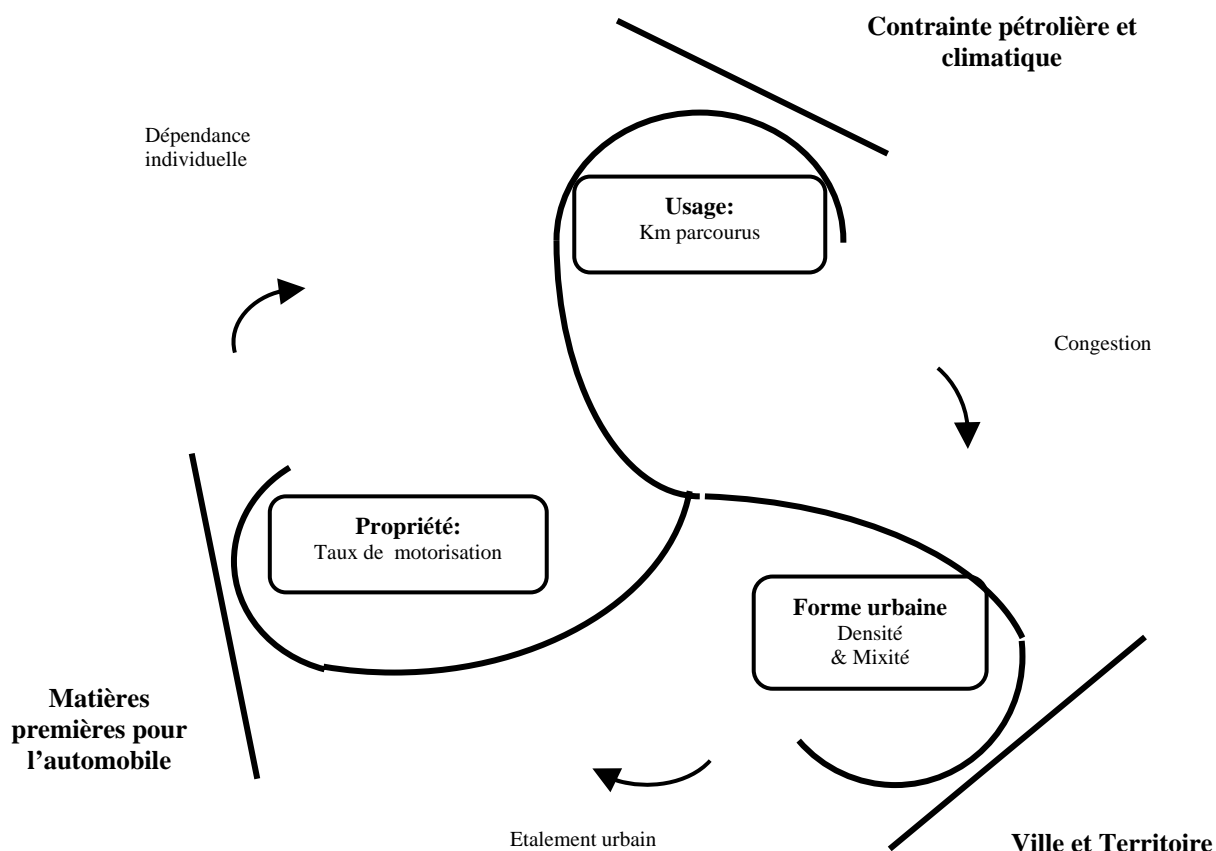 Contrainte pétrolière et
climatique
Dépendance
individuelle
Usage:
Km parcourus
Congestion
Propriété:
Taux de  motorisation
Forme urbaine
Densité
& Mixité
Matières
premières pour
l’automobile
Etalement urbain
Ville et Territoire